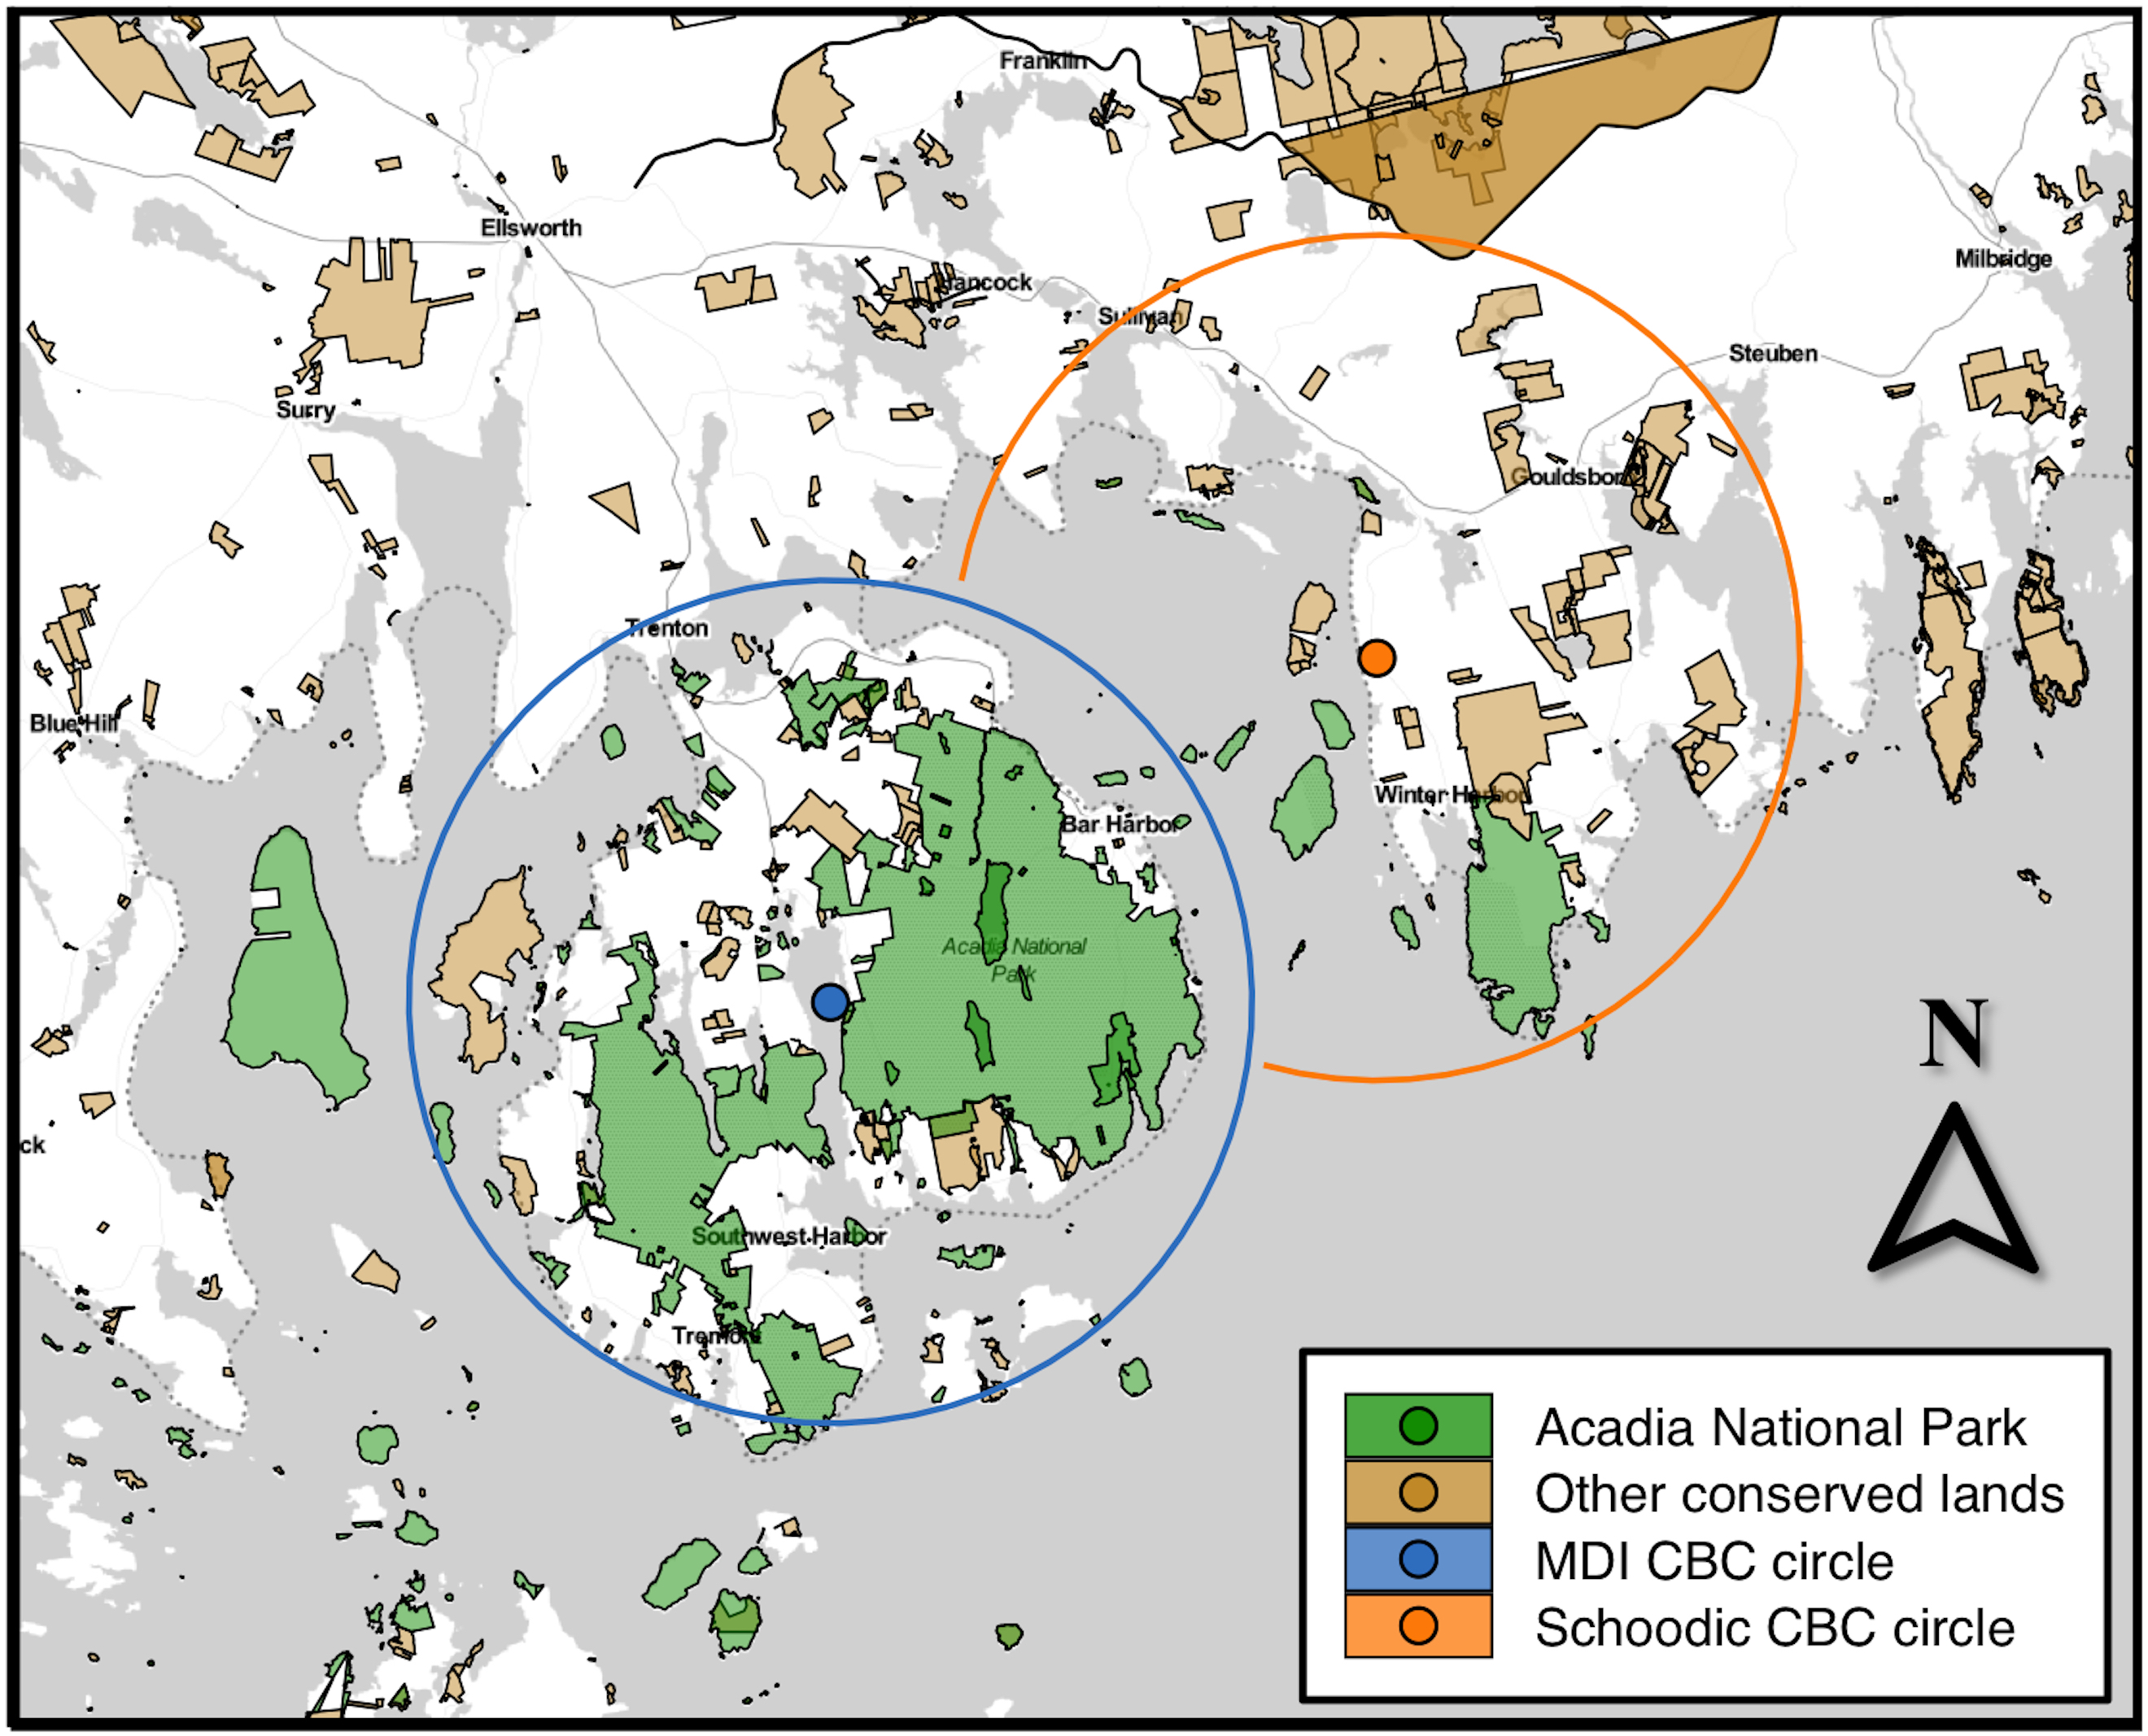 Franklin
Ellsworth
Milbridge
Hancock
Sullivan
Steuben
Surry
Gouldsboro
Trenton
Blue Hill
Winter Harbor
Bar Harbor
Acadia National
Park
N
ck
Southwest Harbor
Tremont
Acadia National Park
Other conserved lands
MDI CBC circle
Schoodic CBC circle